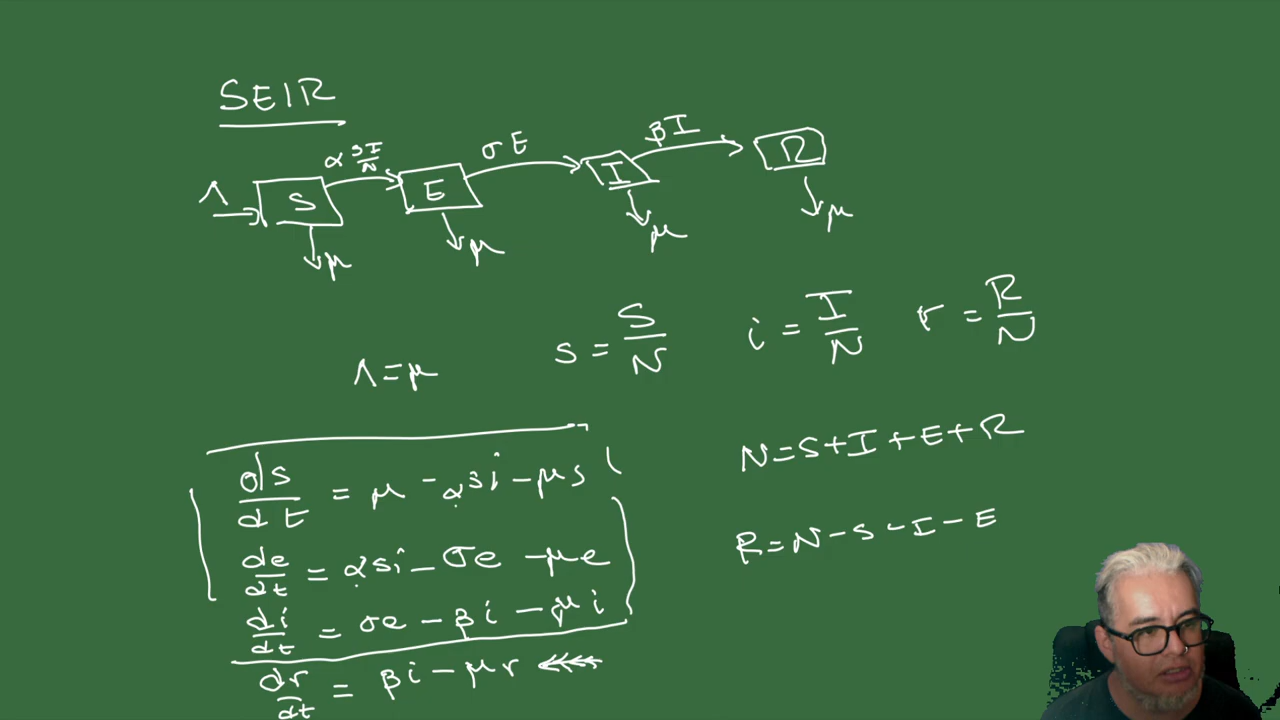 SEIR
Λ S α SI/N E σE I βI R
μ μ μ μ
s = S/N i = I/N r = R/N
Λ = μ
N = S + I + E + R
ds/dt = μ - αsi - μs
R = N - S - I - E
de/dt = αsi - σe - μe
di/dt = σe - βi - μi
dr/dt = βi - μr